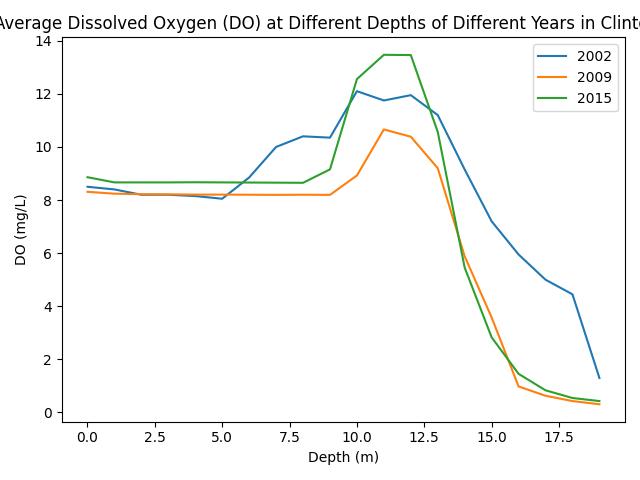 Average Dissolved Oxygen (DO) at Different Depths of Different Years in
2002
2009
2015
DO (mg/L)
14
12
10
8
6
4
2
0
0.0 2.5 5.0 7.5 10.0 12.5 15.0 17.5
Depth (m)